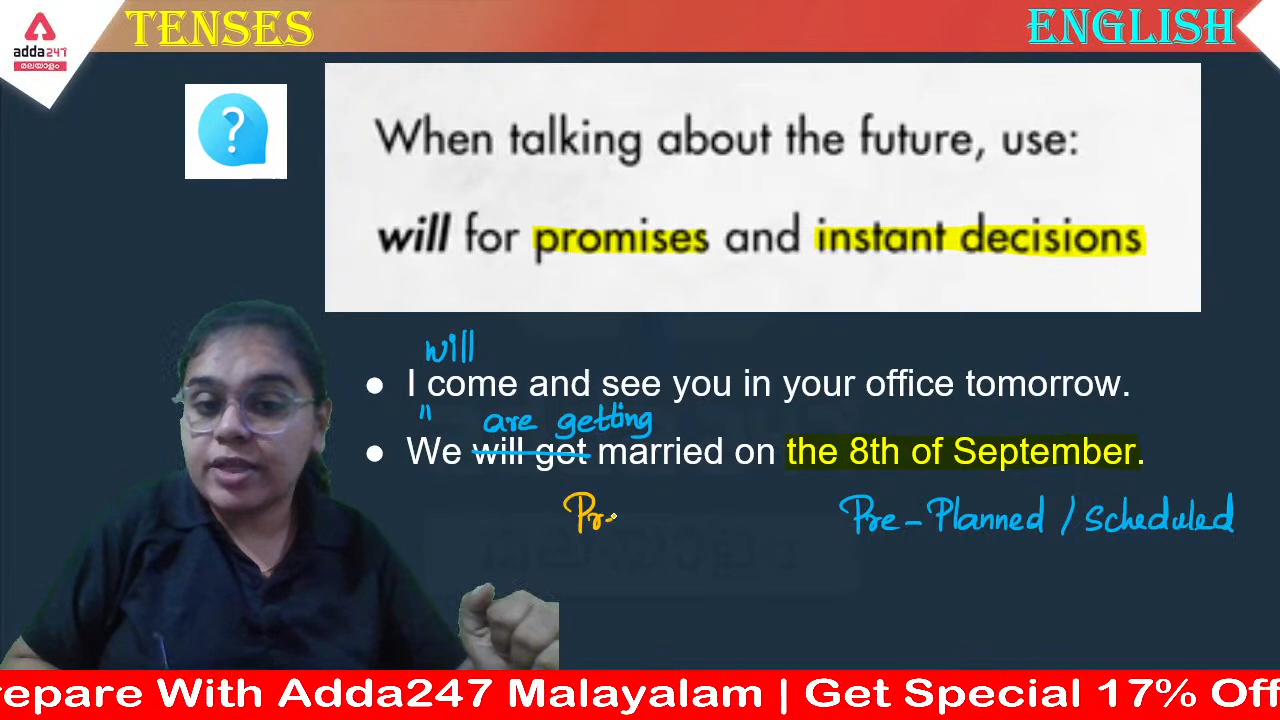 TENSES
ENGLISH
adda247
മലയാളം
?
When talking about the future, use:
will for promises and instant decisions
will
● I come and see you in your office tomorrow.
" are getting
● We will get married on the 8th of September.
Pr-
Pre-Planned / Scheduled
repare With Adda247 Malayalam | Get Special 17% Off